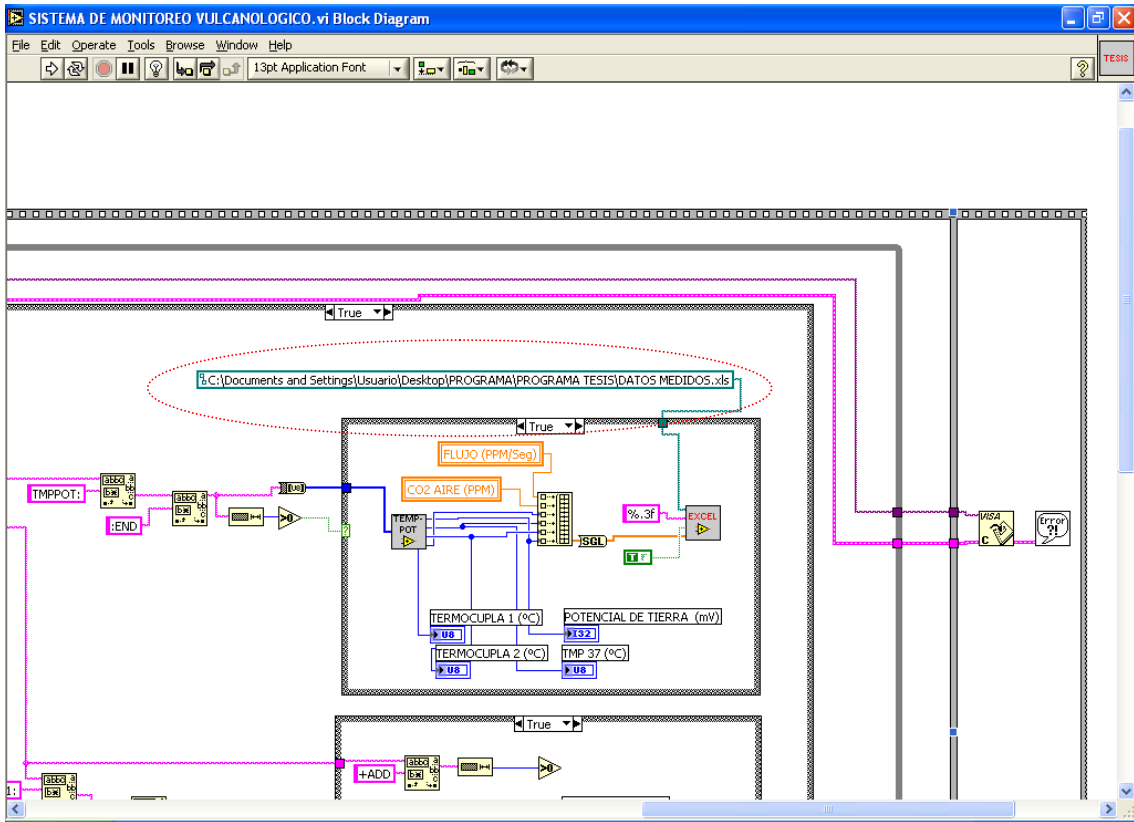 SISTEMA DE MONITOREO VULCANOLOGICO.vi Block Diagram
File Edit Operate Tools Browse Window Help
13pt Application Font
?
TESIS
True
C:\Documents and Settings\Usuario\Desktop\PROGRAMA\PROGRAMA TESIS\DATOS MEDIDOS.xls
True
FLUJO (PPM/Seg)
CO2 AIRE (PPM)
TMPPOT:
:END
[U8]
>0
?
TEMP-
POT
SGL
%.3f
EXCEL
T F
VISA
C
Error
?!
TERMOCUPLA 1 (ºC)
U8
POTENCIAL DE TIERRA (mV)
I32
TERMOCUPLA 2 (ºC)
U8
TMP 37 (ºC)
U8
True
+ADD
>0
1: